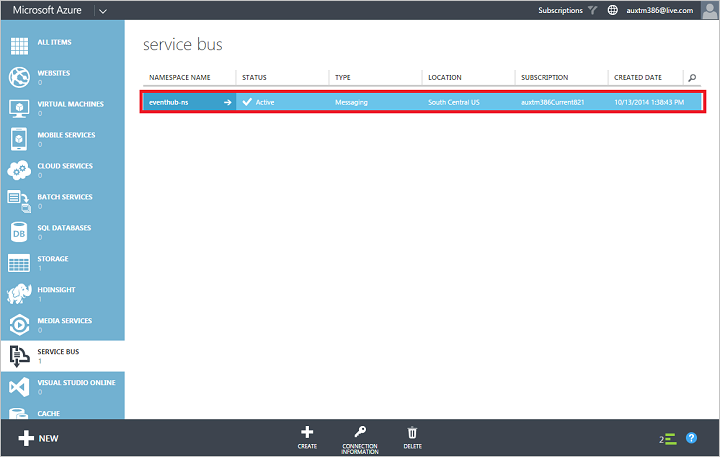 Microsoft Azure
Subscriptions
auxtm386@live.com
ALL ITEMS
WEBSITES
0
VIRTUAL MACHINES
0
MOBILE SERVICES
0
CLOUD SERVICES
0
BATCH SERVICES
0
SQL DATABASES
0
DB
STORAGE
1
HDINSIGHT
1
MEDIA SERVICES
0
SERVICE BUS
1
VISUAL STUDIO ONLINE
0
CACHE
service bus
NAMESPACE NAME STATUS TYPE LOCATION SUBSCRIPTION CREATED DATE
eventhub-ns Active Messaging South Central US auxtm386Current821 10/13/2014 1:38:43 PM
NEW
CREATE
CONNECTION
INFORMATION
DELETE
2
?